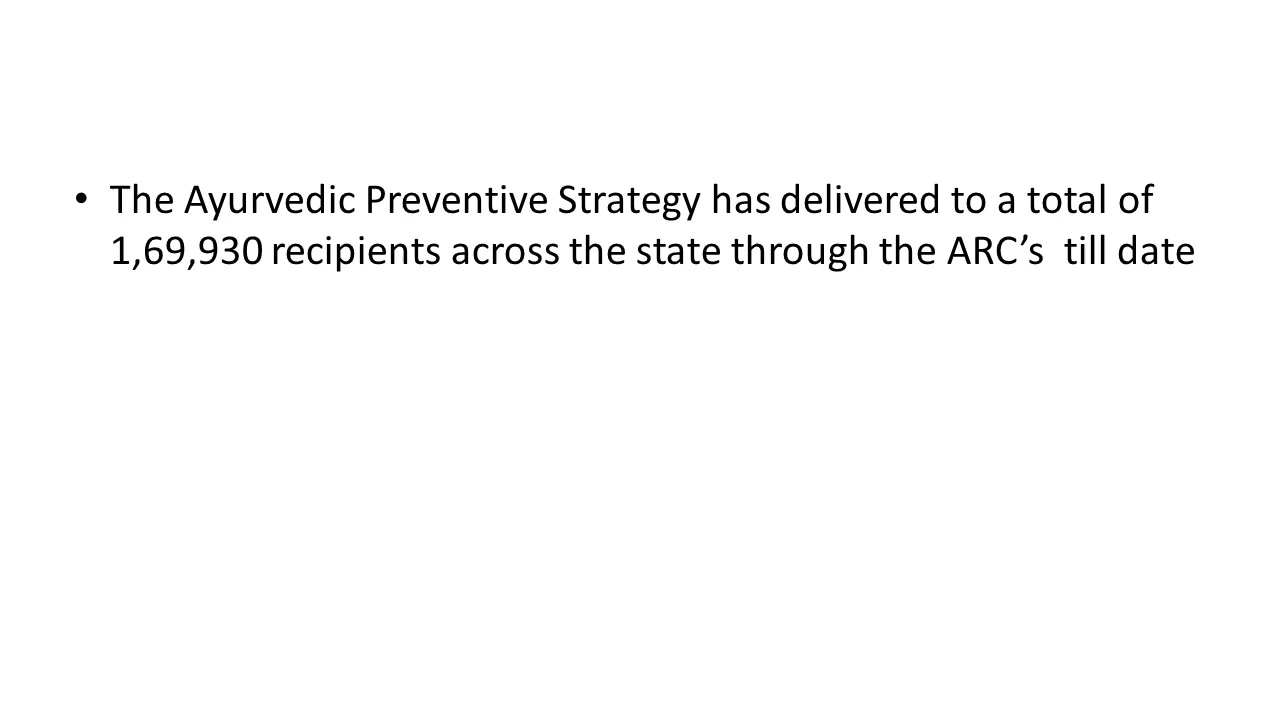 • The Ayurvedic Preventive Strategy has delivered to a total of
1,69,930 recipients across the state through the ARC’s  till date